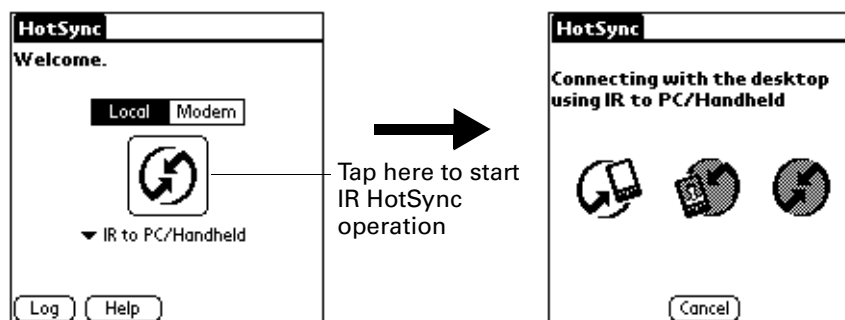 HotSync
Welcome.
Local Modem
IR to PC/Handheld
Log Help
Tap here to start
IR HotSync
operation
HotSync
Connecting with the desktop
using IR to PC/Handheld
Cancel